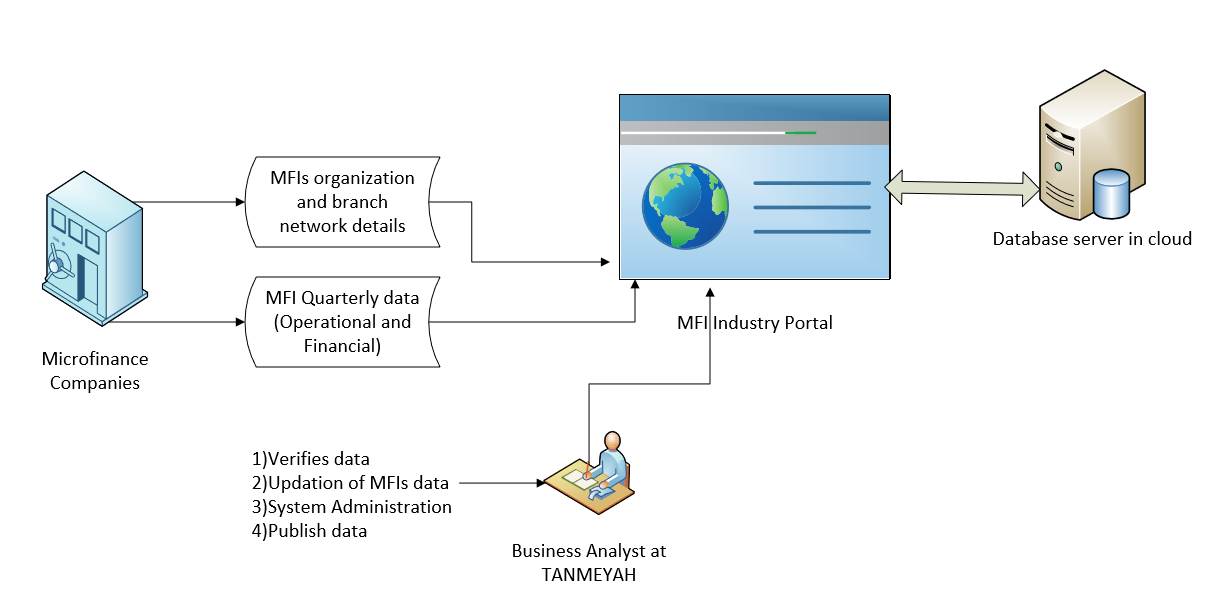 MFIs organization
and branch
network details
MFI Quarterly data
(Operational and
Financial)
Microfinance
Companies
MFI Industry Portal
Database server in cloud
1)Verifies data
2)Updation of MFIs data
3)System Administration
4)Publish data
Business Analyst at
TANMEYAH